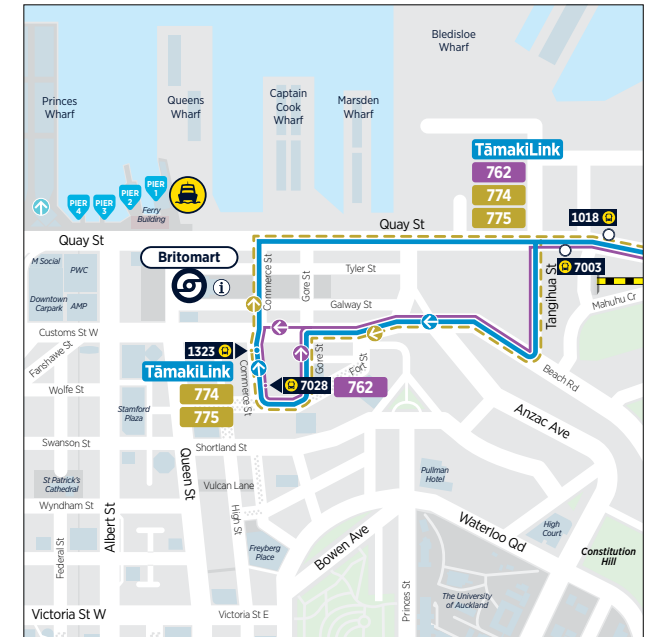 Bledisloe
Wharf
Princes
Wharf
Queens
Wharf
Captain
Cook
Wharf
Marsden
Wharf
TāmakiLink
762
774
775
PIER
4
PIER
3
PIER
2
PIER
1
Ferry
Building
1018
Quay St
Quay St
Britomart
i
7003
M Social
PWC
Downtown
Carpark
AMP
Commerce St
Gore St
Tyler St
Galway St
Tangihua St
Mahuhu Cr
Customs St W
Fanshawe St
1323
TāmakiLink
774
775
Commerce St
Gore St
Fort St
7028
762
Beach Rd
Wolfe St
Stamford
Plaza
Anzac Ave
Swanson St
Queen St
Shortland St
St Patrick's
Cathedral
Vulcan Lane
Pullman
Hotel
Wyndham St
Albert St
High St
Federal St
Freyberg
Place
Bowen Ave
Waterloo Qd
High
Court
Constitution
Hill
Princes St
The University
of Auckland
Victoria St W
Victoria St E